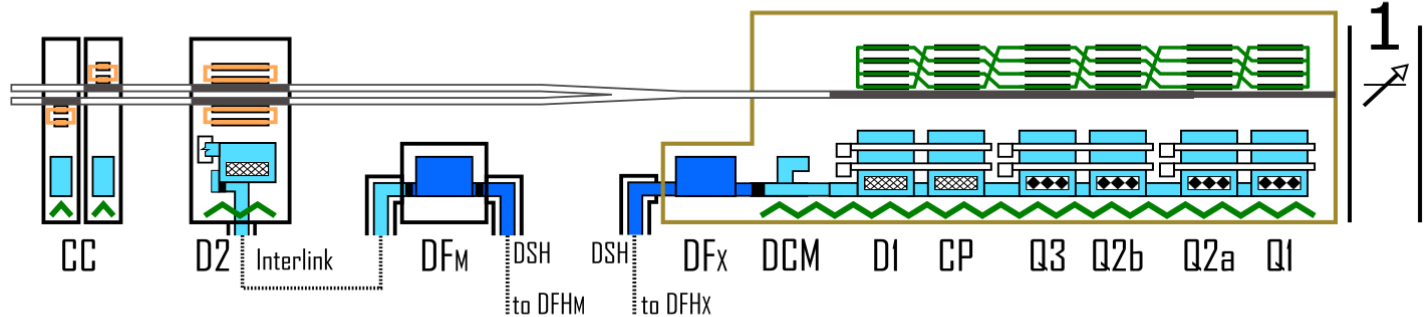 1
CC
D2
Interlink
DFM
DSH
DSH
DFX
DCM
D1
CP
Q3
Q2b
Q2a
Q1
to DFHM
to DFHX